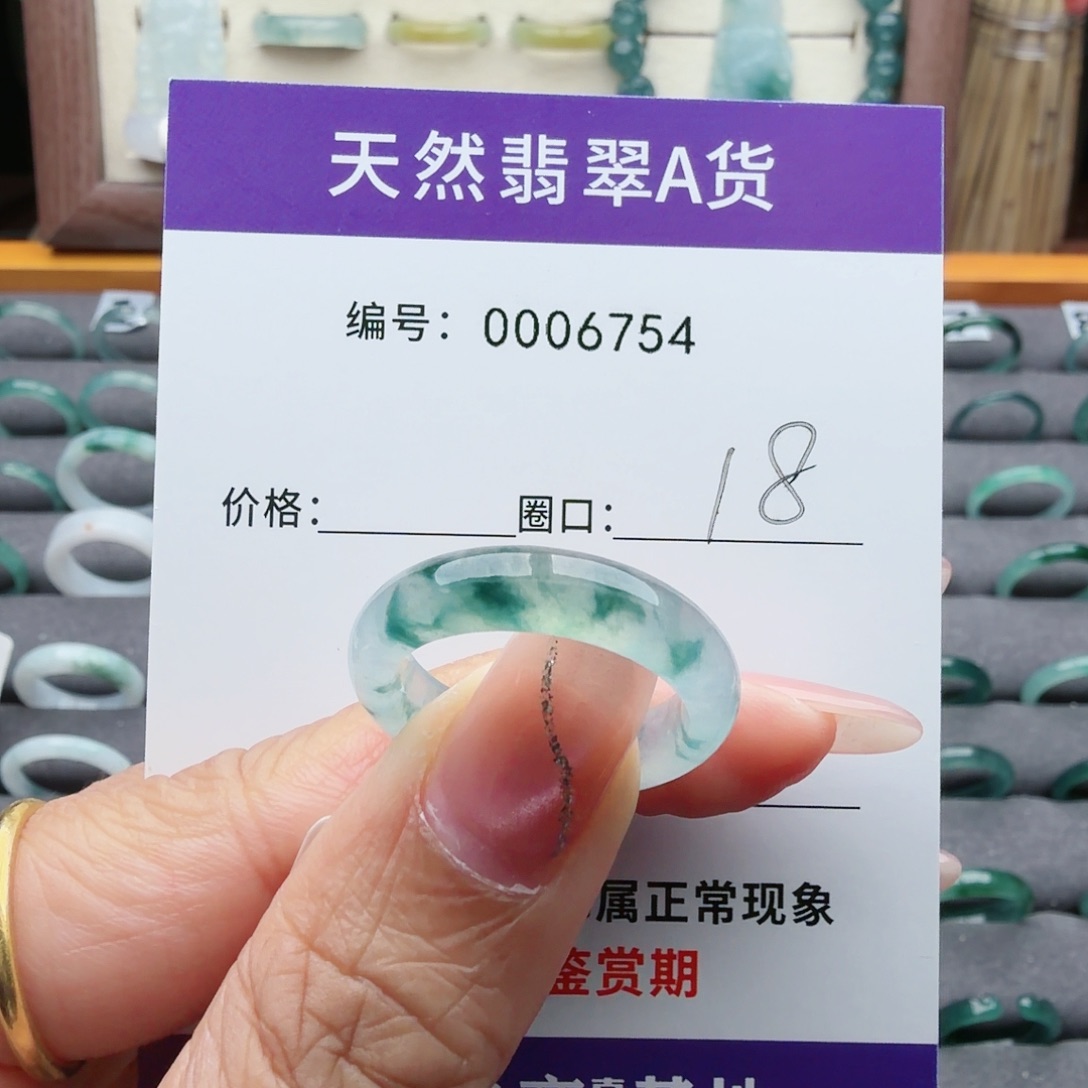 天然翡翠A货
编号：0006754
价格： 圈口：18
属正常现象
鉴赏期